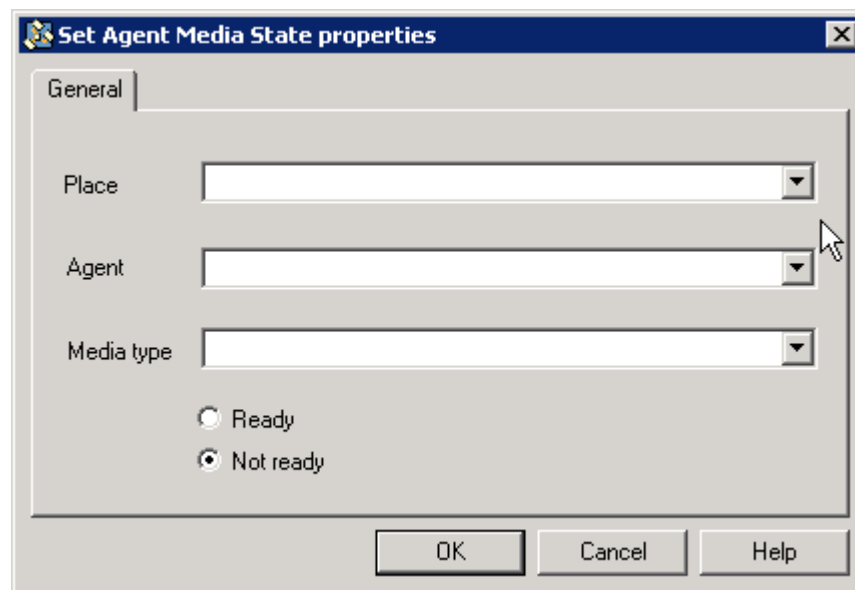 Set Agent Media State properties
General
Place
Agent
Media type
Ready
Not ready
OK Cancel Help